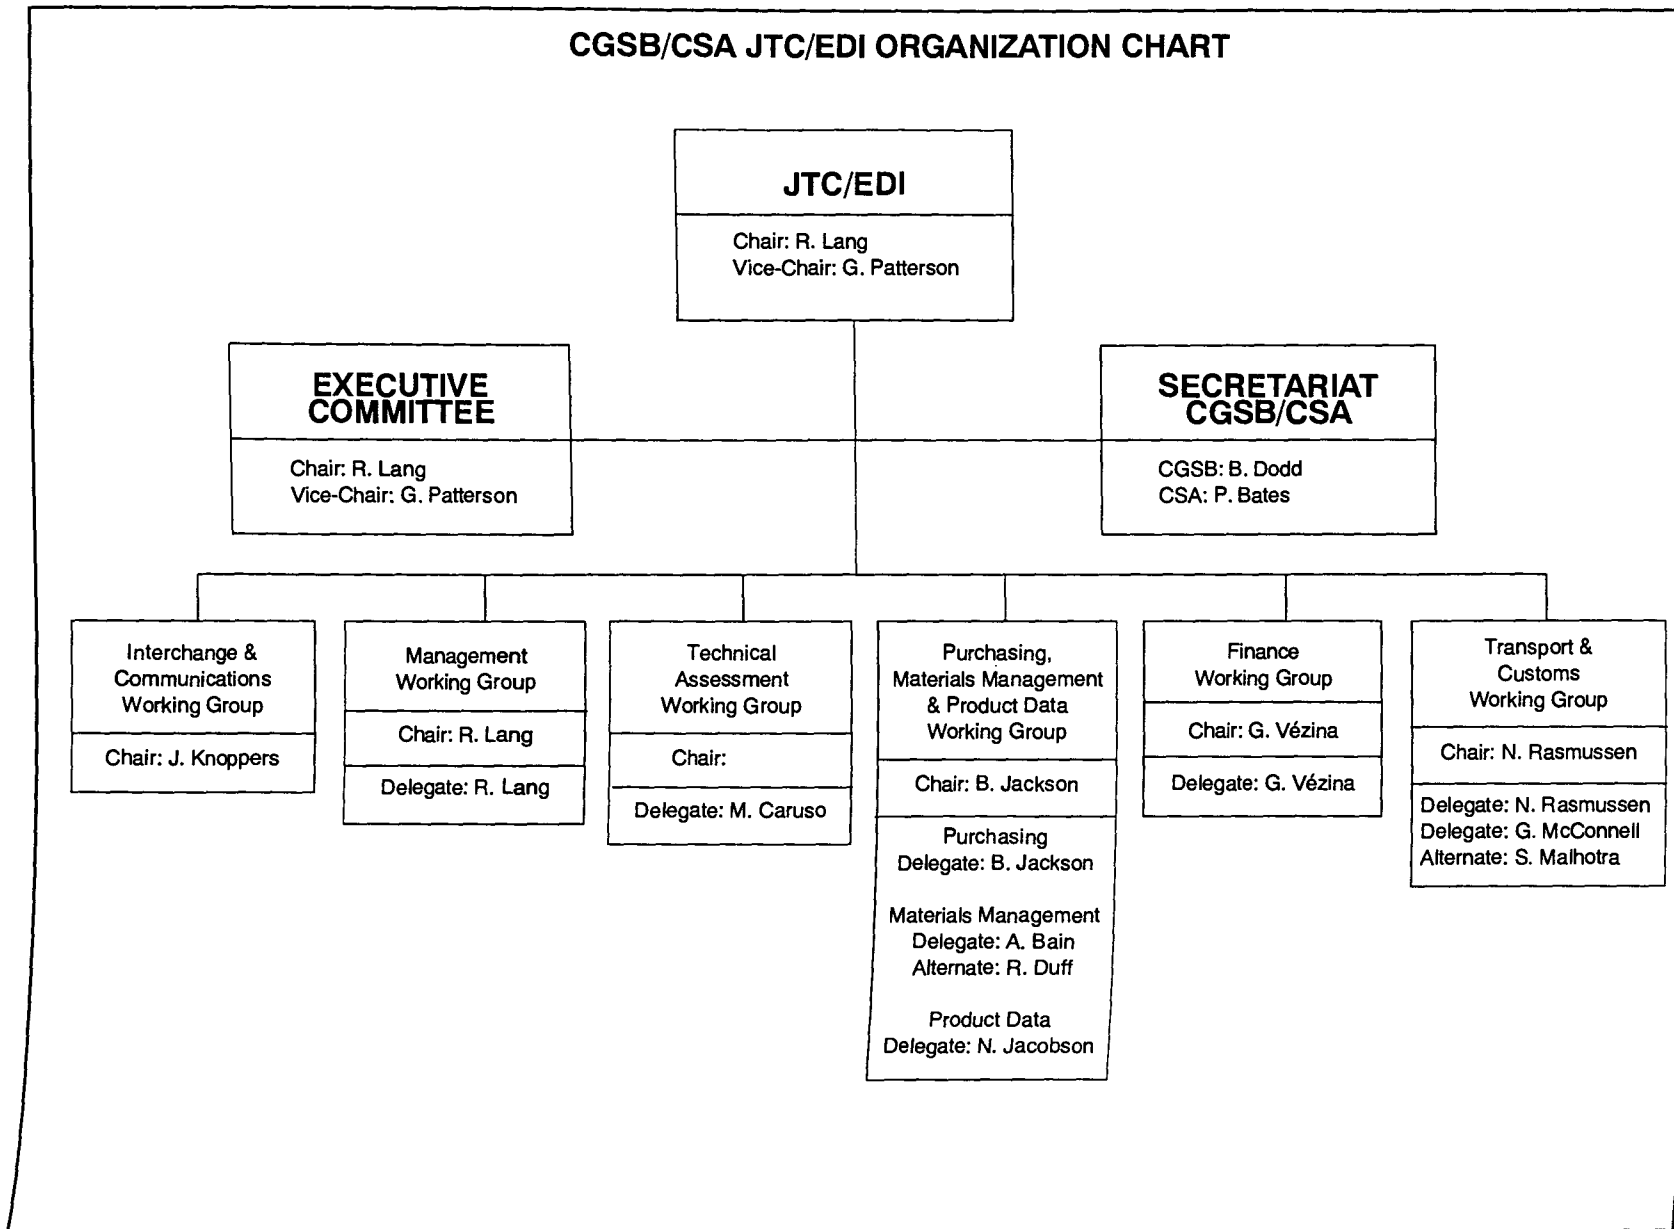 CGSB/CSA JTC/EDI ORGANIZATION CHART
JTC/EDI
Chair: R. Lang
Vice-Chair: G. Patterson
EXECUTIVE
COMMITTEE
Chair: R. Lang
Vice-Chair: G. Patterson
SECRETARIAT
CGSB/CSA
CGSB: B. Dodd
CSA: P. Bates
Interchange &
Communications
Working Group
Chair: J. Knoppers
Management
Working Group
Chair: R. Lang
Delegate: R. Lang
Technical
Assessment
Working Group
Chair:
Delegate: M. Caruso
Purchasing,
Materials Management
& Product Data
Working Group
Chair: B. Jackson
Purchasing
Delegate: B. Jackson
Materials Management
Delegate: A. Bain
Alternate: R. Duff
Product Data
Delegate: N. Jacobson
Finance
Working Group
Chair: G. Vézina
Delegate: G. Vézina
Transport &
Customs
Working Group
Chair: N. Rasmussen
Delegate: N. Rasmussen
Delegate: G. McConnell
Alternate: S. Malhotra